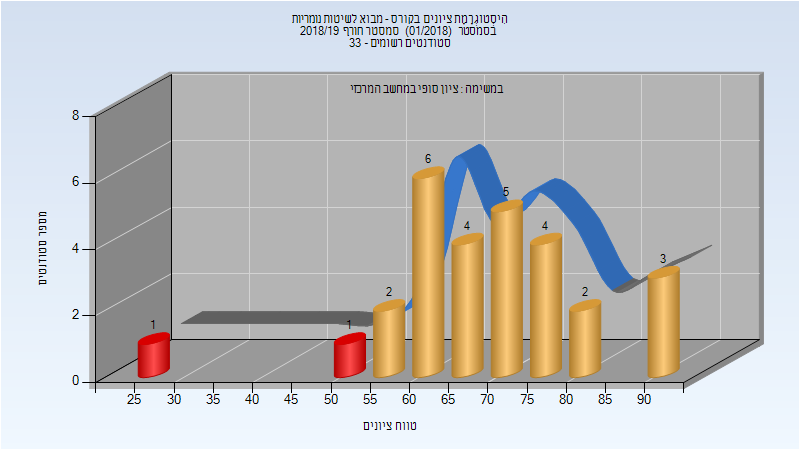 היסטוגרמת ציונים בקורס - מבוא לשיטות נומריות
בסמסטר (01/2018) סמסטר חורף 2018/19
סטודנטים רשומים - 33
במשימה : ציון סופי במחשב המרכזי
מספר סטודנטים
8
6
4
2
0
1
1
2
6
4
5
4
2
3
25 30 35 40 45 50 55 60 65 70 75 80 85 90
טווח ציונים